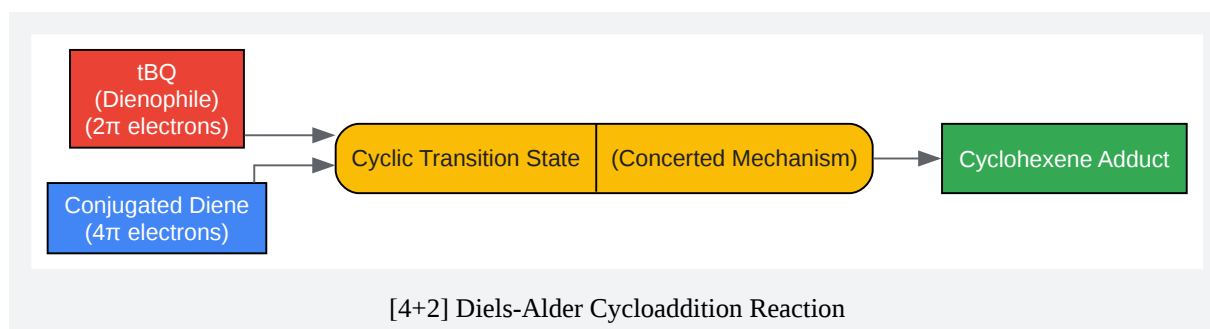 tBQ
(Dienophile)
(2π electrons)
Conjugated Diene
(4π electrons)
Cyclic Transition State
(Concerted Mechanism)
Cyclohexene Adduct
[4+2] Diels-Alder Cycloaddition Reaction